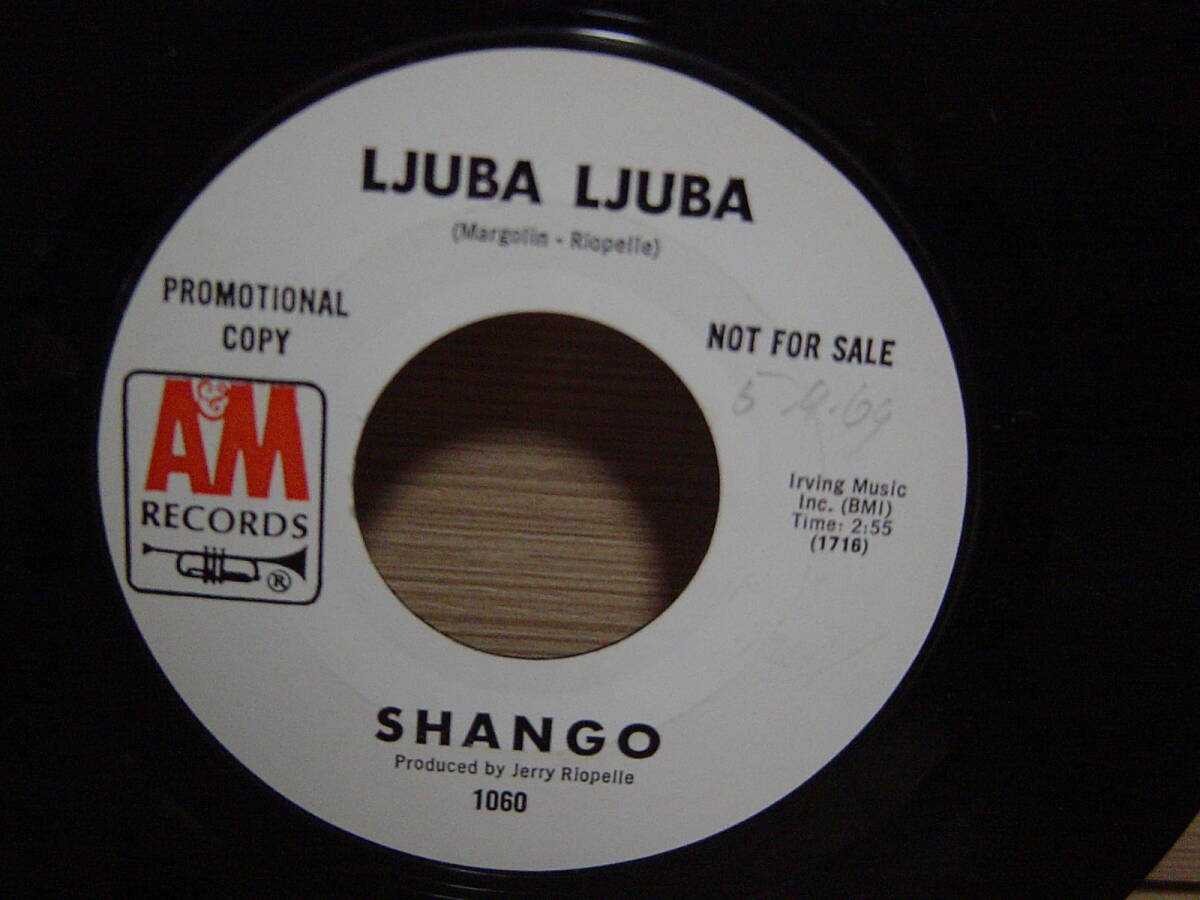 LJUBA LJUBA
(Margolin - Riopelle)
PROMOTIONAL
COPY
NOT FOR SALE
A&M
RECORDS
®
Irving Music
Inc. (BMI)
Time: 2:55
(1716)
SHANGO
Produced by Jerry Riopelle
1060